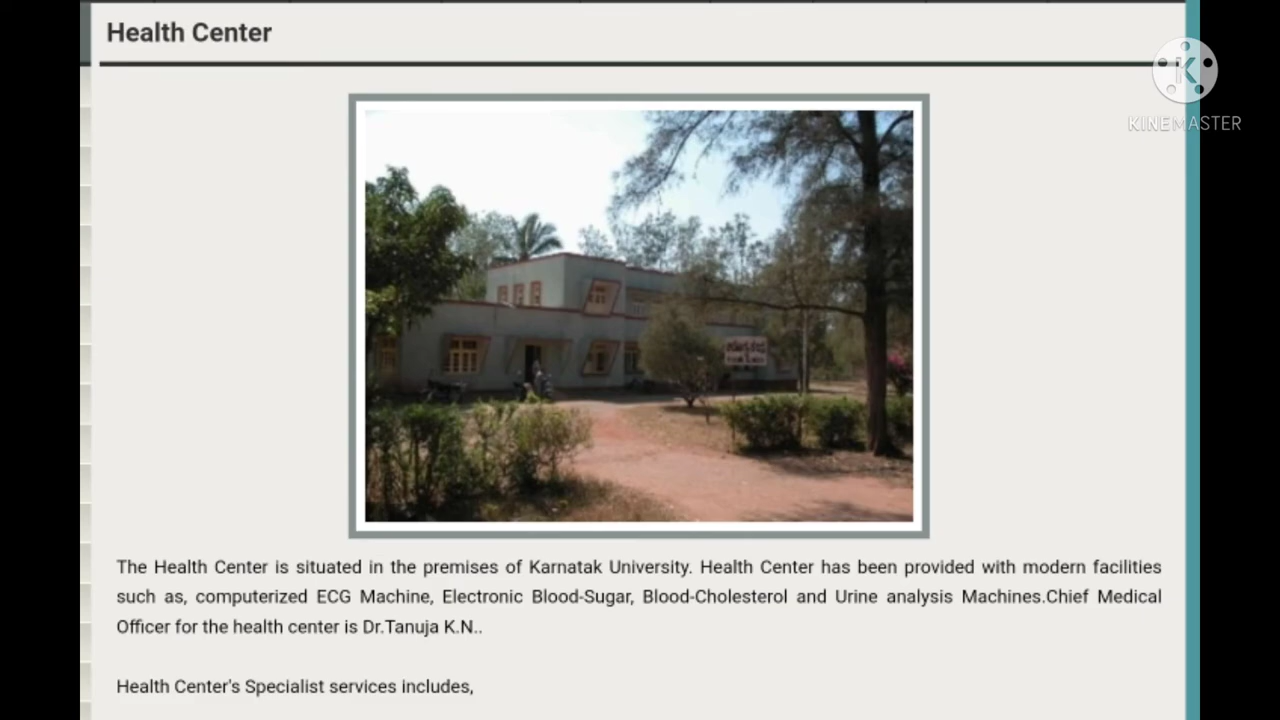 Health Center
KINEMASTER
The Health Center is situated in the premises of Karnatak University. Health Center has been provided with modern facilities
such as, computerized ECG Machine, Electronic Blood-Sugar, Blood-Cholesterol and Urine analysis Machines.Chief Medical
Officer for the health center is Dr.Tanuja K.N..
Health Center's Specialist services includes,